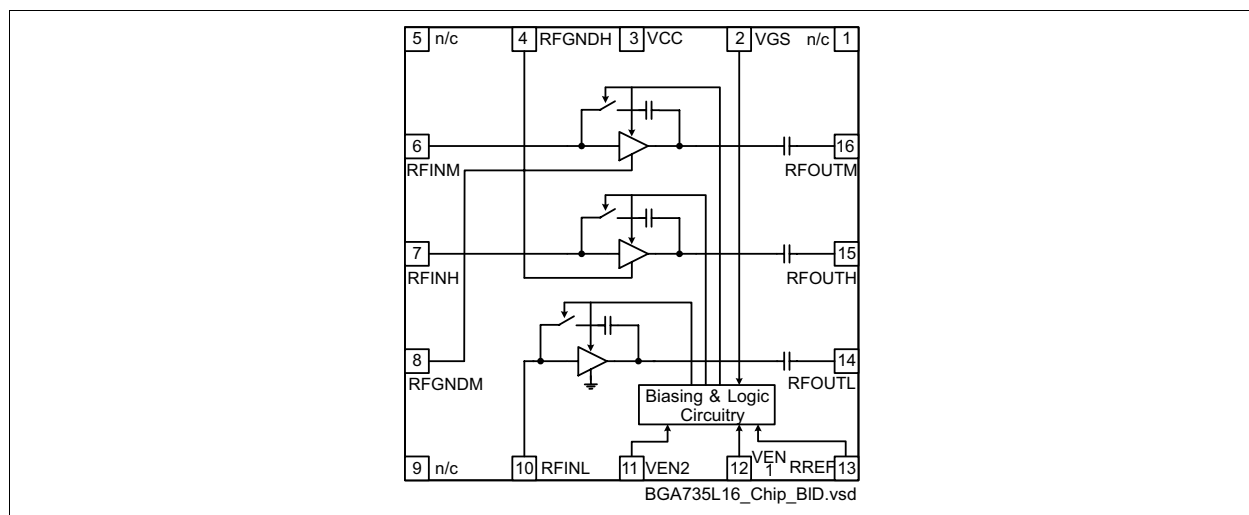 5 n/c 4 RFGNDH 3 VCC 2 VGS n/c 1
6 16
RFINM RFOUTM
7 15
RFINH RFOUTH
8 14
RFGNDM RFOUTL
Biasing & Logic
Circuitry
9 n/c 10 RFINL 11 VEN2 12 VEN
1 RREF 13
BGA735L16_Chip_BID.vsd